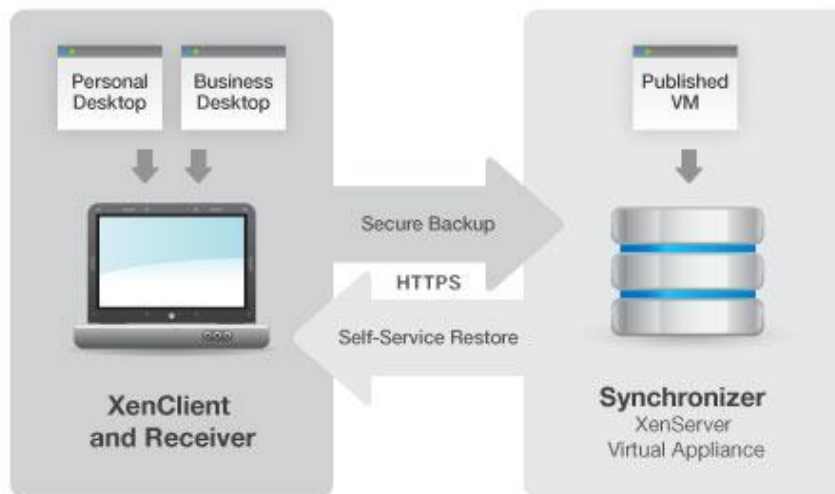 Personal
Desktop
Business
Desktop
Published
VM
Secure Backup
HTTPS
Self-Service Restore
XenClient
and Receiver
Synchronizer
XenServer
Virtual Appliance